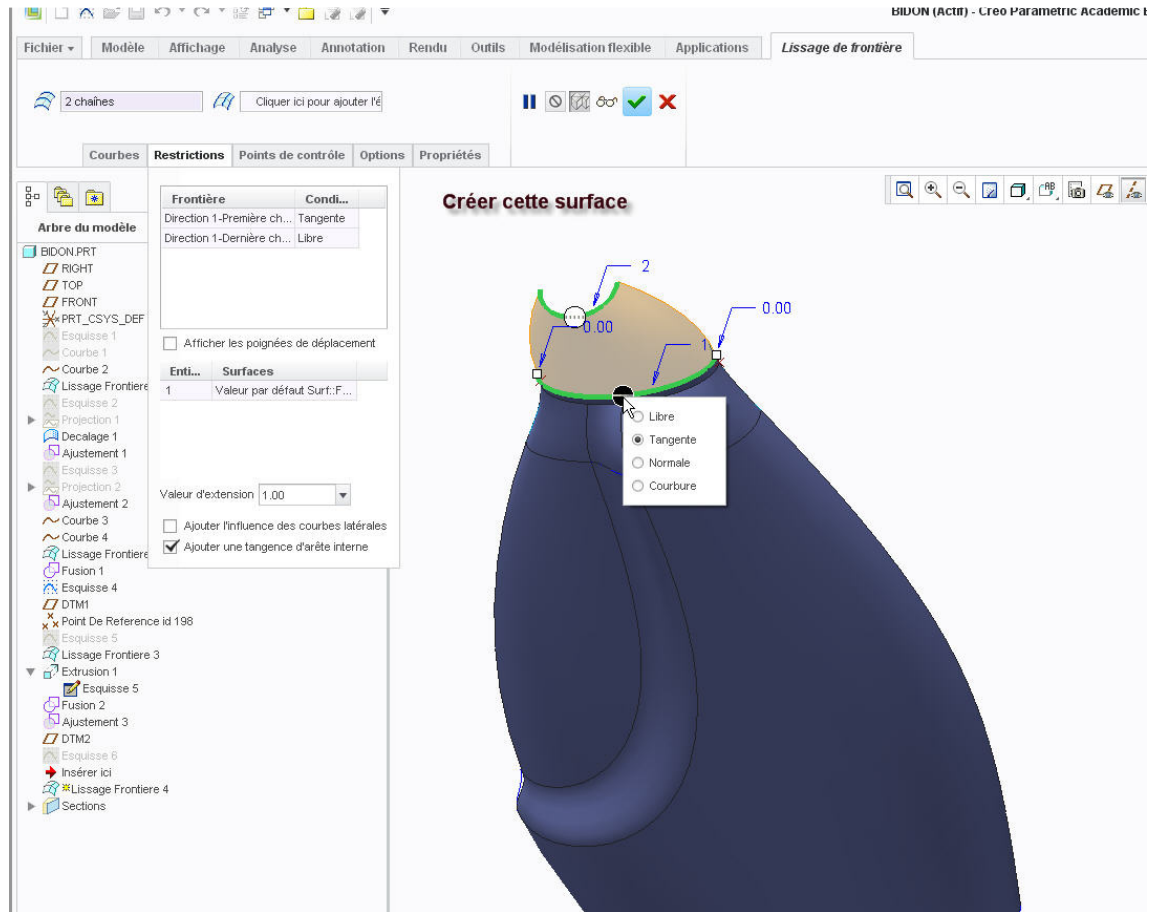 BIDON (Actif) - Creo Parametric Academic E
Fichier Modèle Affichage Analyse Annotation Rendu Outils Modélisation flexible Applications Lissage de frontière
2 chaînes Cliquer ici pour ajouter l'é
Courbes Restrictions Points de contrôle Options Propriétés
Frontière Condi...
Direction 1-Première ch... Tangente
Direction 1-Dernière ch... Libre
Afficher les poignées de déplacement
Enti... Surfaces
1 Valeur par défaut Surf::F...
Valeur d'extension 1.00
Ajouter l'influence des courbes latérales
Ajouter une tangence d'arête interne
Arbre du modèle
BIDON.PRT
RIGHT
TOP
FRONT
PRT_CSYS_DEF
Esquisse 1
Courbe 1
Courbe 2
Lissage Frontiere
Esquisse 2
Projection 1
Decalage 1
Ajustement 1
Esquisse 3
Projection 2
Ajustement 2
Courbe 3
Courbe 4
Lissage Frontiere
Fusion 1
Esquisse 4
DTM1
Point De Reference id 198
Esquisse 5
Lissage Frontiere 3
Extrusion 1
Esquisse 5
Fusion 2
Ajustement 3
DTM2
Esquisse 6
Insérer ici
Lissage Frontiere 4
Sections
Créer cette surface
2
0.00
0.00
1
Libre
Tangente
Normale
Courbure